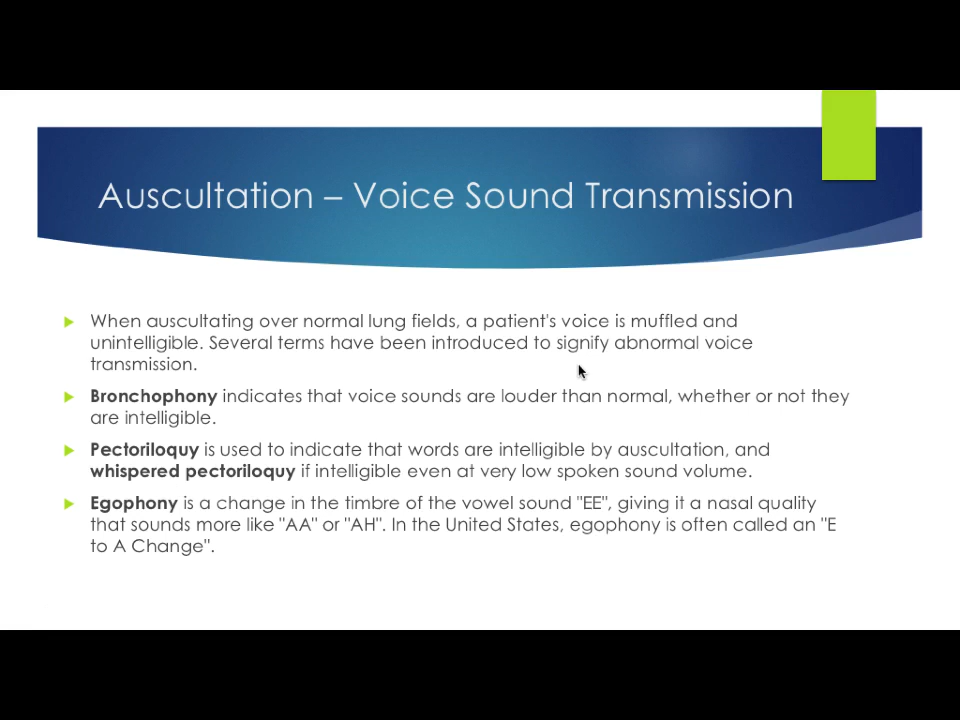 Auscultation – Voice Sound Transmission
When auscultating over normal lung fields, a patient's voice is muffled and
unintelligible. Several terms have been introduced to signify abnormal voice
transmission.
Bronchophony indicates that voice sounds are louder than normal, whether or not they
are intelligible.
Pectoriloquy is used to indicate that words are intelligible by auscultation, and
whispered pectoriloquy if intelligible even at very low spoken sound volume.
Egophony is a change in the timbre of the vowel sound "EE", giving it a nasal quality
that sounds more like "AA" or "AH". In the United States, egophony is often called an "E
to A Change".